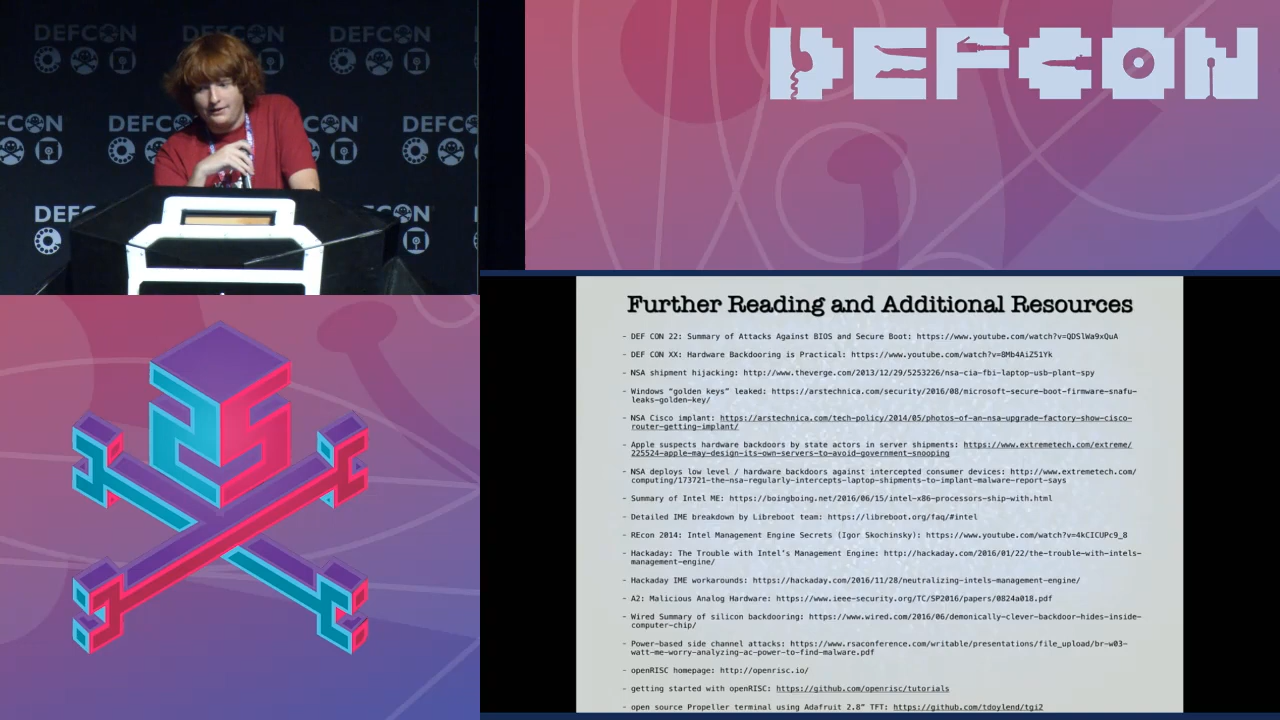 DEFCON DEFCON DEFCON
DEFCON DEFCON DEFC
DEFC CON
DEFCON
25
Further Reading and Additional Resources
- DEF CON 22: Summary of Attacks Against BIOS and Secure Boot: https://www.youtube.com/watch?v=QDSlWa9xQuA
- DEF CON XX: Hardware Backdooring is Practical: https://www.youtube.com/watch?v=8Mb4AiZ51Yk
- NSA shipment hijacking: http://www.theverge.com/2013/12/29/5253226/nsa-cia-fbi-laptop-usb-plant-spy
- Windows "golden keys" leaked: https://arstechnica.com/security/2016/08/microsoft-secure-boot-firmware-snafu-
leaks-golden-key/
- NSA Cisco implant: https://arstechnica.com/tech-policy/2014/05/photos-of-an-nsa-upgrade-factory-show-cisco-
router-getting-implant/
- Apple suspects hardware backdoors by state actors in server shipments: https://www.extremetech.com/extreme/
225524-apple-may-design-its-own-servers-to-avoid-government-snooping
- NSA deploys low level / hardware backdoors against intercepted consumer devices: http://www.extremetech.com/
computing/173721-the-nsa-regularly-intercepts-laptop-shipments-to-implant-malware-report-says
- Summary of Intel ME: https://boingboing.net/2016/06/15/intel-x86-processors-ship-with.html
- Detailed IME breakdown by Libreboot team: https://libreboot.org/faq/#intel
- REcon 2014: Intel Management Engine Secrets (Igor Skochinsky): https://www.youtube.com/watch?v=4kCICUPc9_8
- Hackaday: The Trouble with Intel's Management Engine: http://hackaday.com/2016/01/22/the-trouble-with-intels-
management-engine/
- Hackaday IME workarounds: https://hackaday.com/2016/11/28/neutralizing-intels-management-engine/
- A2: Malicious Analog Hardware: https://www.ieee-security.org/TC/SP2016/papers/0824a018.pdf
- Wired Summary of silicon backdooring: https://www.wired.com/2016/06/demonically-clever-backdoor-hides-inside-
computer-chip/
- Power-based side channel attacks: https://www.rsaconference.com/writable/presentations/file_upload/br-w03-
watt-me-worry-analyzing-ac-power-to-find-malware.pdf
- openRISC homepage: http://openrisc.io/
- getting started with openRISC: https://github.com/openrisc/tutorials
- open source Propeller terminal using Adafruit 2.8" TFT: https://github.com/tdoylend/tgi2